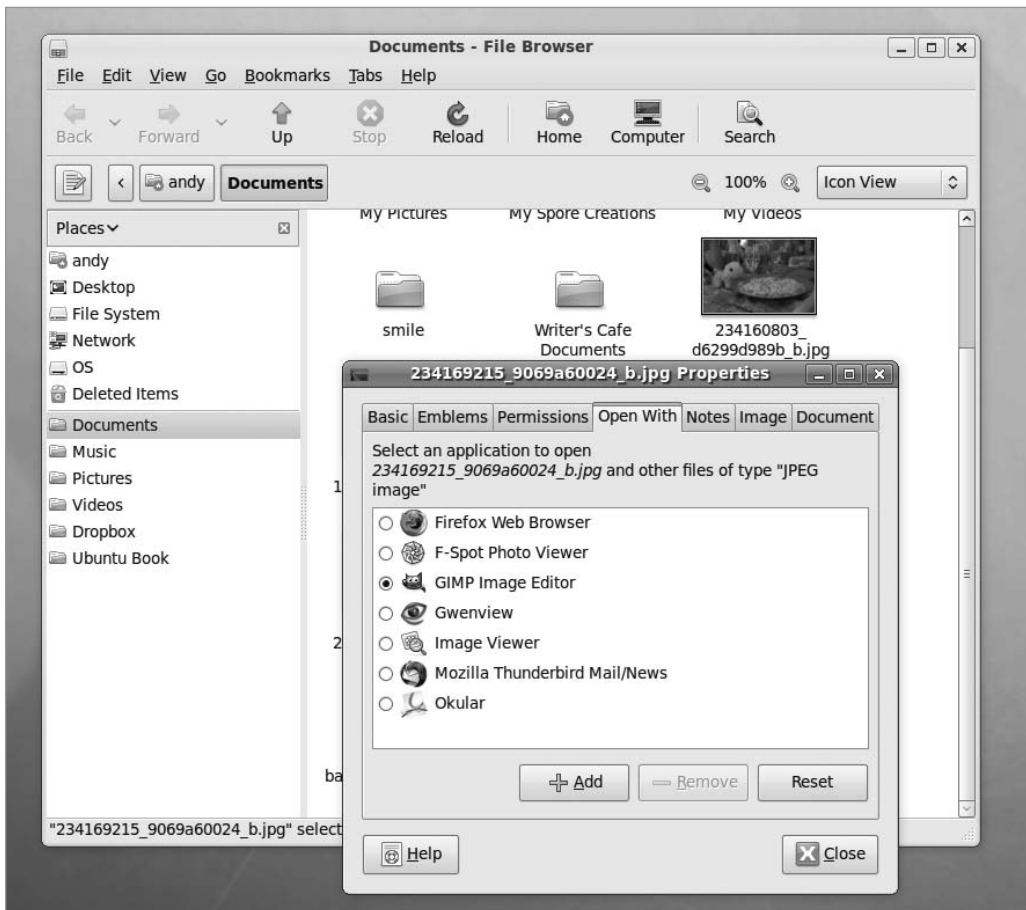 Documents - File Browser
File Edit View Go Bookmarks Tabs Help
Back Forward Up Stop Reload Home Computer Search
andy Documents 100% Icon View
Places
andy
Desktop
File System
Network
OS
Deleted Items
Documents
Music
Pictures
Videos
Dropbox
Ubuntu Book
My Pictures My Spore Creations My Videos
smile
Writer's Cafe
Documents
234160803_
d6299d989b_b.jpg
1
2
ba
"234169215_9069a60024_b.jpg" select
234169215_9069a60024_b.jpg Properties
Basic Emblems Permissions Open With Notes Image Document
Select an application to open
234169215_9069a60024_b.jpg and other files of type "JPEG
image"
Firefox Web Browser
F-Spot Photo Viewer
GIMP Image Editor
Gwenview
Image Viewer
Mozilla Thunderbird Mail/News
Okular
Add Remove Reset
Help Close